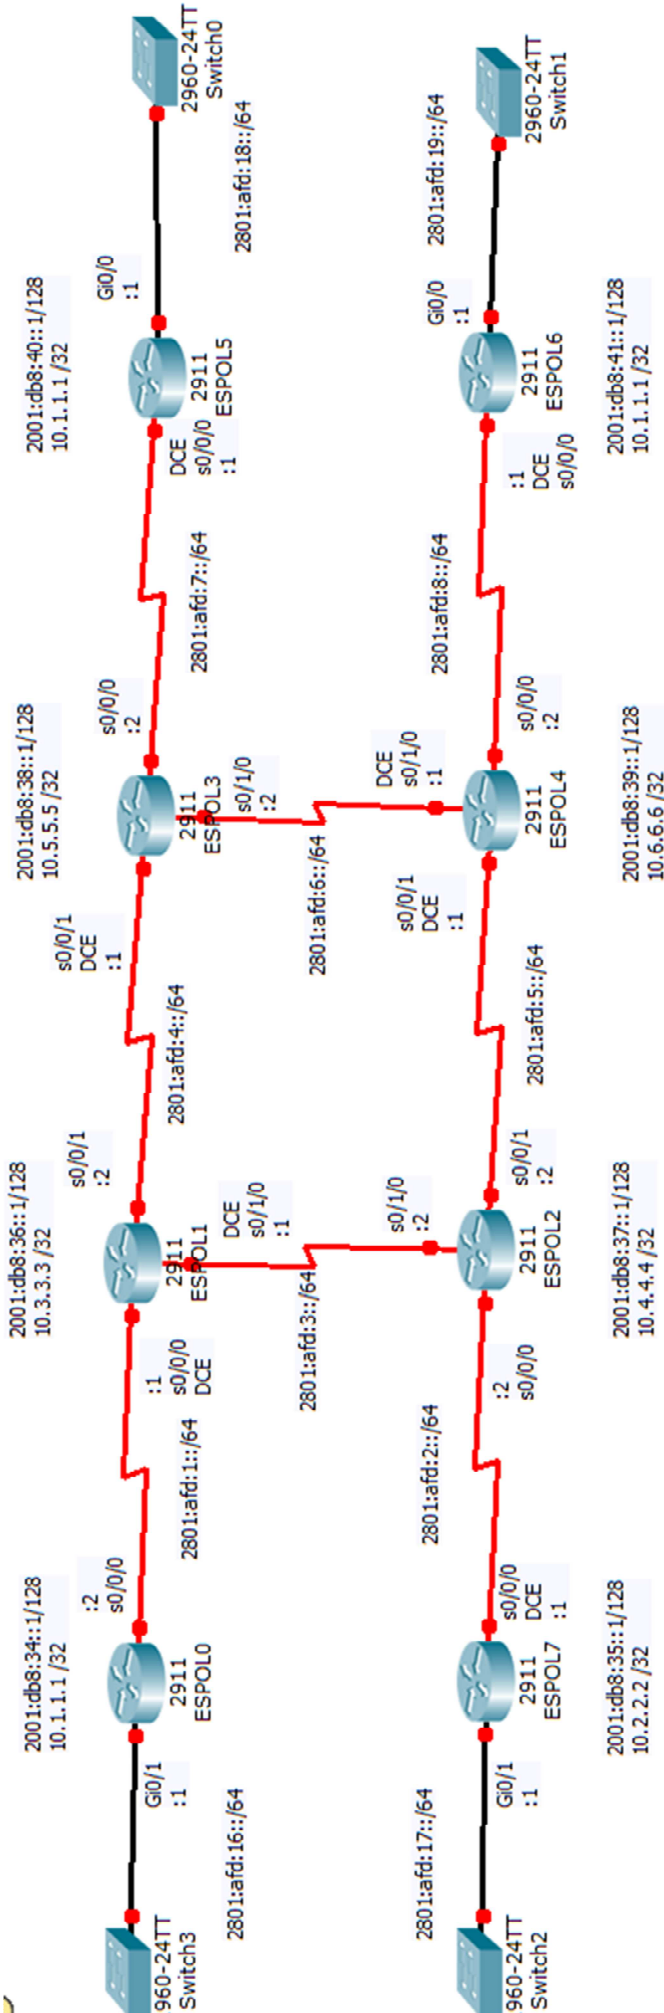 2001:db8:34::1/128
10.1.1.1 /32
2001:db8:36::1/128
10.3.3.3 /32
2001:db8:38::1/128
10.5.5.5 /32
2001:db8:40::1/128
10.1.1.1 /32
960-24TT
Switch3
Gi0/1
:1
2801:afd:16::/64
2911
ESPOL0
:2
s0/0/0
2801:afd:1::/64
:1
s0/0/0
DCE
2911
ESPOL1
s0/0/1
:2
2801:afd:4::/64
s0/0/1
DCE
:1
2911
ESPOL3
s0/0/0
:2
2801:afd:7::/64
DCE
s0/0/0
:1
2911
ESPOL5
Gi0/0
:1
2801:afd:18::/64
2960-24TT
Switch0
DCE
s0/1/0
:1
2801:afd:3::/64
s0/1/0
:2
s0/1/0
:2
2801:afd:6::/64
DCE
s0/1/0
:1
960-24TT
Switch2
2801:afd:17::/64
Gi0/1
:1
2911
ESPOL7
s0/0/0
DCE
:1
2801:afd:2::/64
:2
s0/0/0
2911
ESPOL2
s0/0/1
:2
2801:afd:5::/64
s0/0/1
DCE
:1
2911
ESPOL4
s0/0/0
:2
2801:afd:8::/64
:1
DCE
s0/0/0
2911
ESPOL6
Gi0/0
:1
2801:afd:19::/64
2960-24TT
Switch1
2001:db8:35::1/128
10.2.2.2 /32
2001:db8:37::1/128
10.4.4.4 /32
2001:db8:39::1/128
10.6.6.6 /32
2001:db8:41::1/128
10.1.1.1 /32